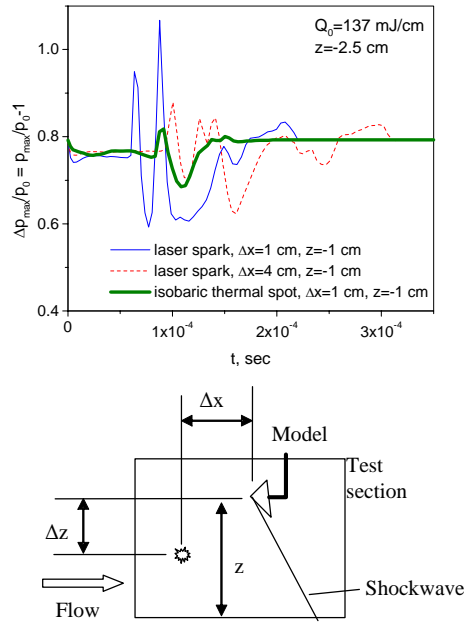 Q₀=137 mJ/cm
z=-2.5 cm
Δp_max/p₀ = p_max/p₀-1
1.0
0.8
0.6
0.4
laser spark, Δx=1 cm, z=-1 cm
laser spark, Δx=4 cm, z=-1 cm
isobaric thermal spot, Δx=1 cm, z=-1 cm
0 1x10⁻⁴ 2x10⁻⁴ 3x10⁻⁴
t, sec
Δx
Model
Test
section
Δz
z
Shockwave
Flow